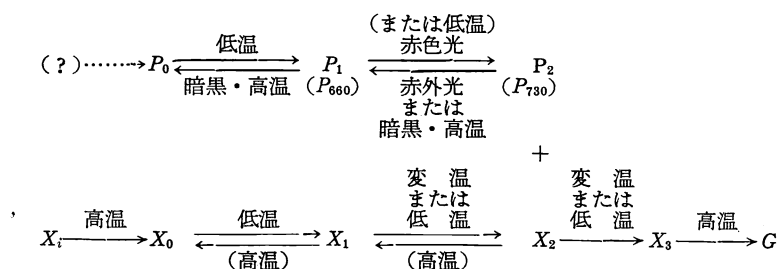 (または低温)
低温 赤色光
(?)……→P₀ ⇄ P₁ ⇄ P₂
暗黒・高温 (P₆₆₀) 赤外光 (P₇₃₀)
または
暗黒・高温
+
変 温 変 温
または または
, 高温 低温 低 温 低 温 高温
Xᵢ → X₀ ⇄ X₁ ⇄ X₂ → X₃ → G
(高温) (高温)